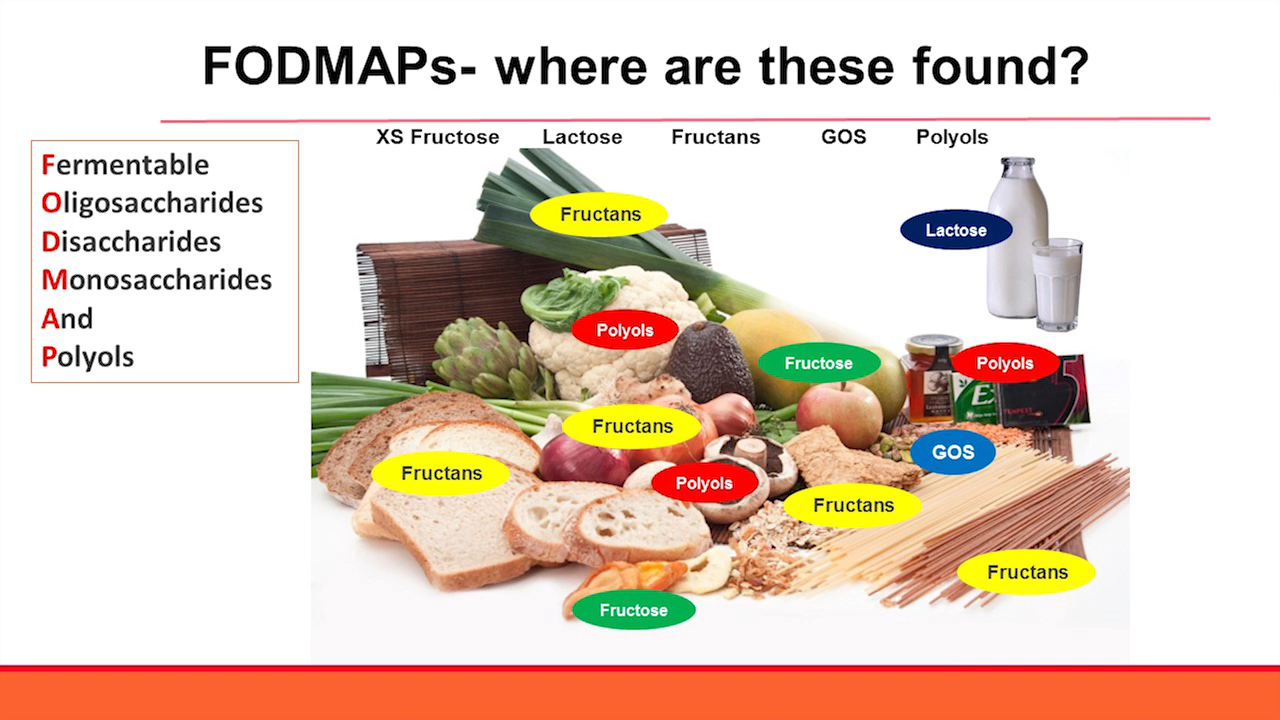 FODMAPs- where are these found?
XS Fructose Lactose Fructans GOS Polyols
Fermentable
Oligosaccharides
Disaccharides
Monosaccharides
And
Polyols
Fructans
Lactose
Polyols
Fructose
Polyols
Fructans
GOS
Fructans
Polyols
Fructans
Fructans
Fructose